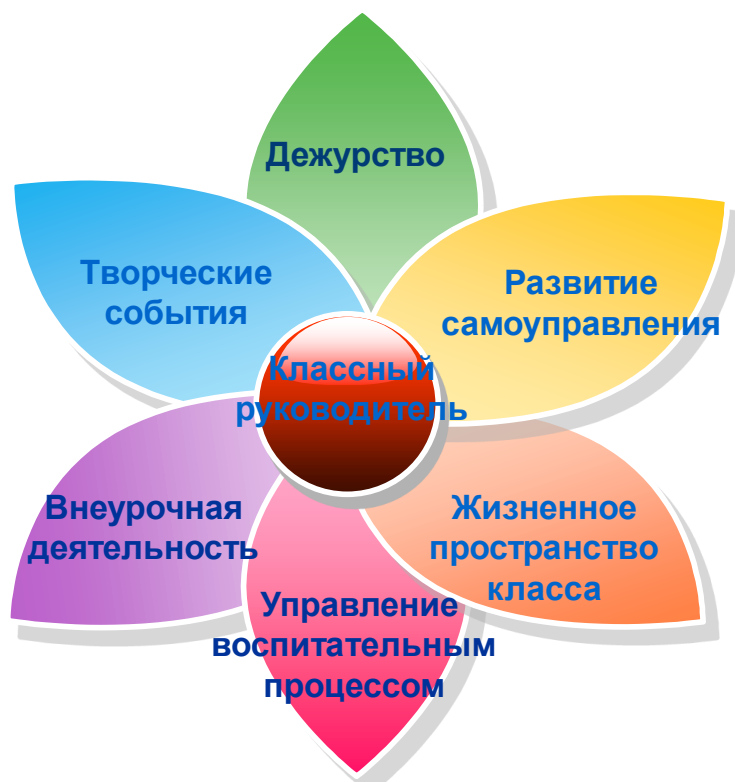 Дежурство
Творческие
события
Развитие
самоуправления
Классный
руководитель
Внеурочная
деятельность
Жизненное
пространство
класса
Управление
воспитательным
процессом